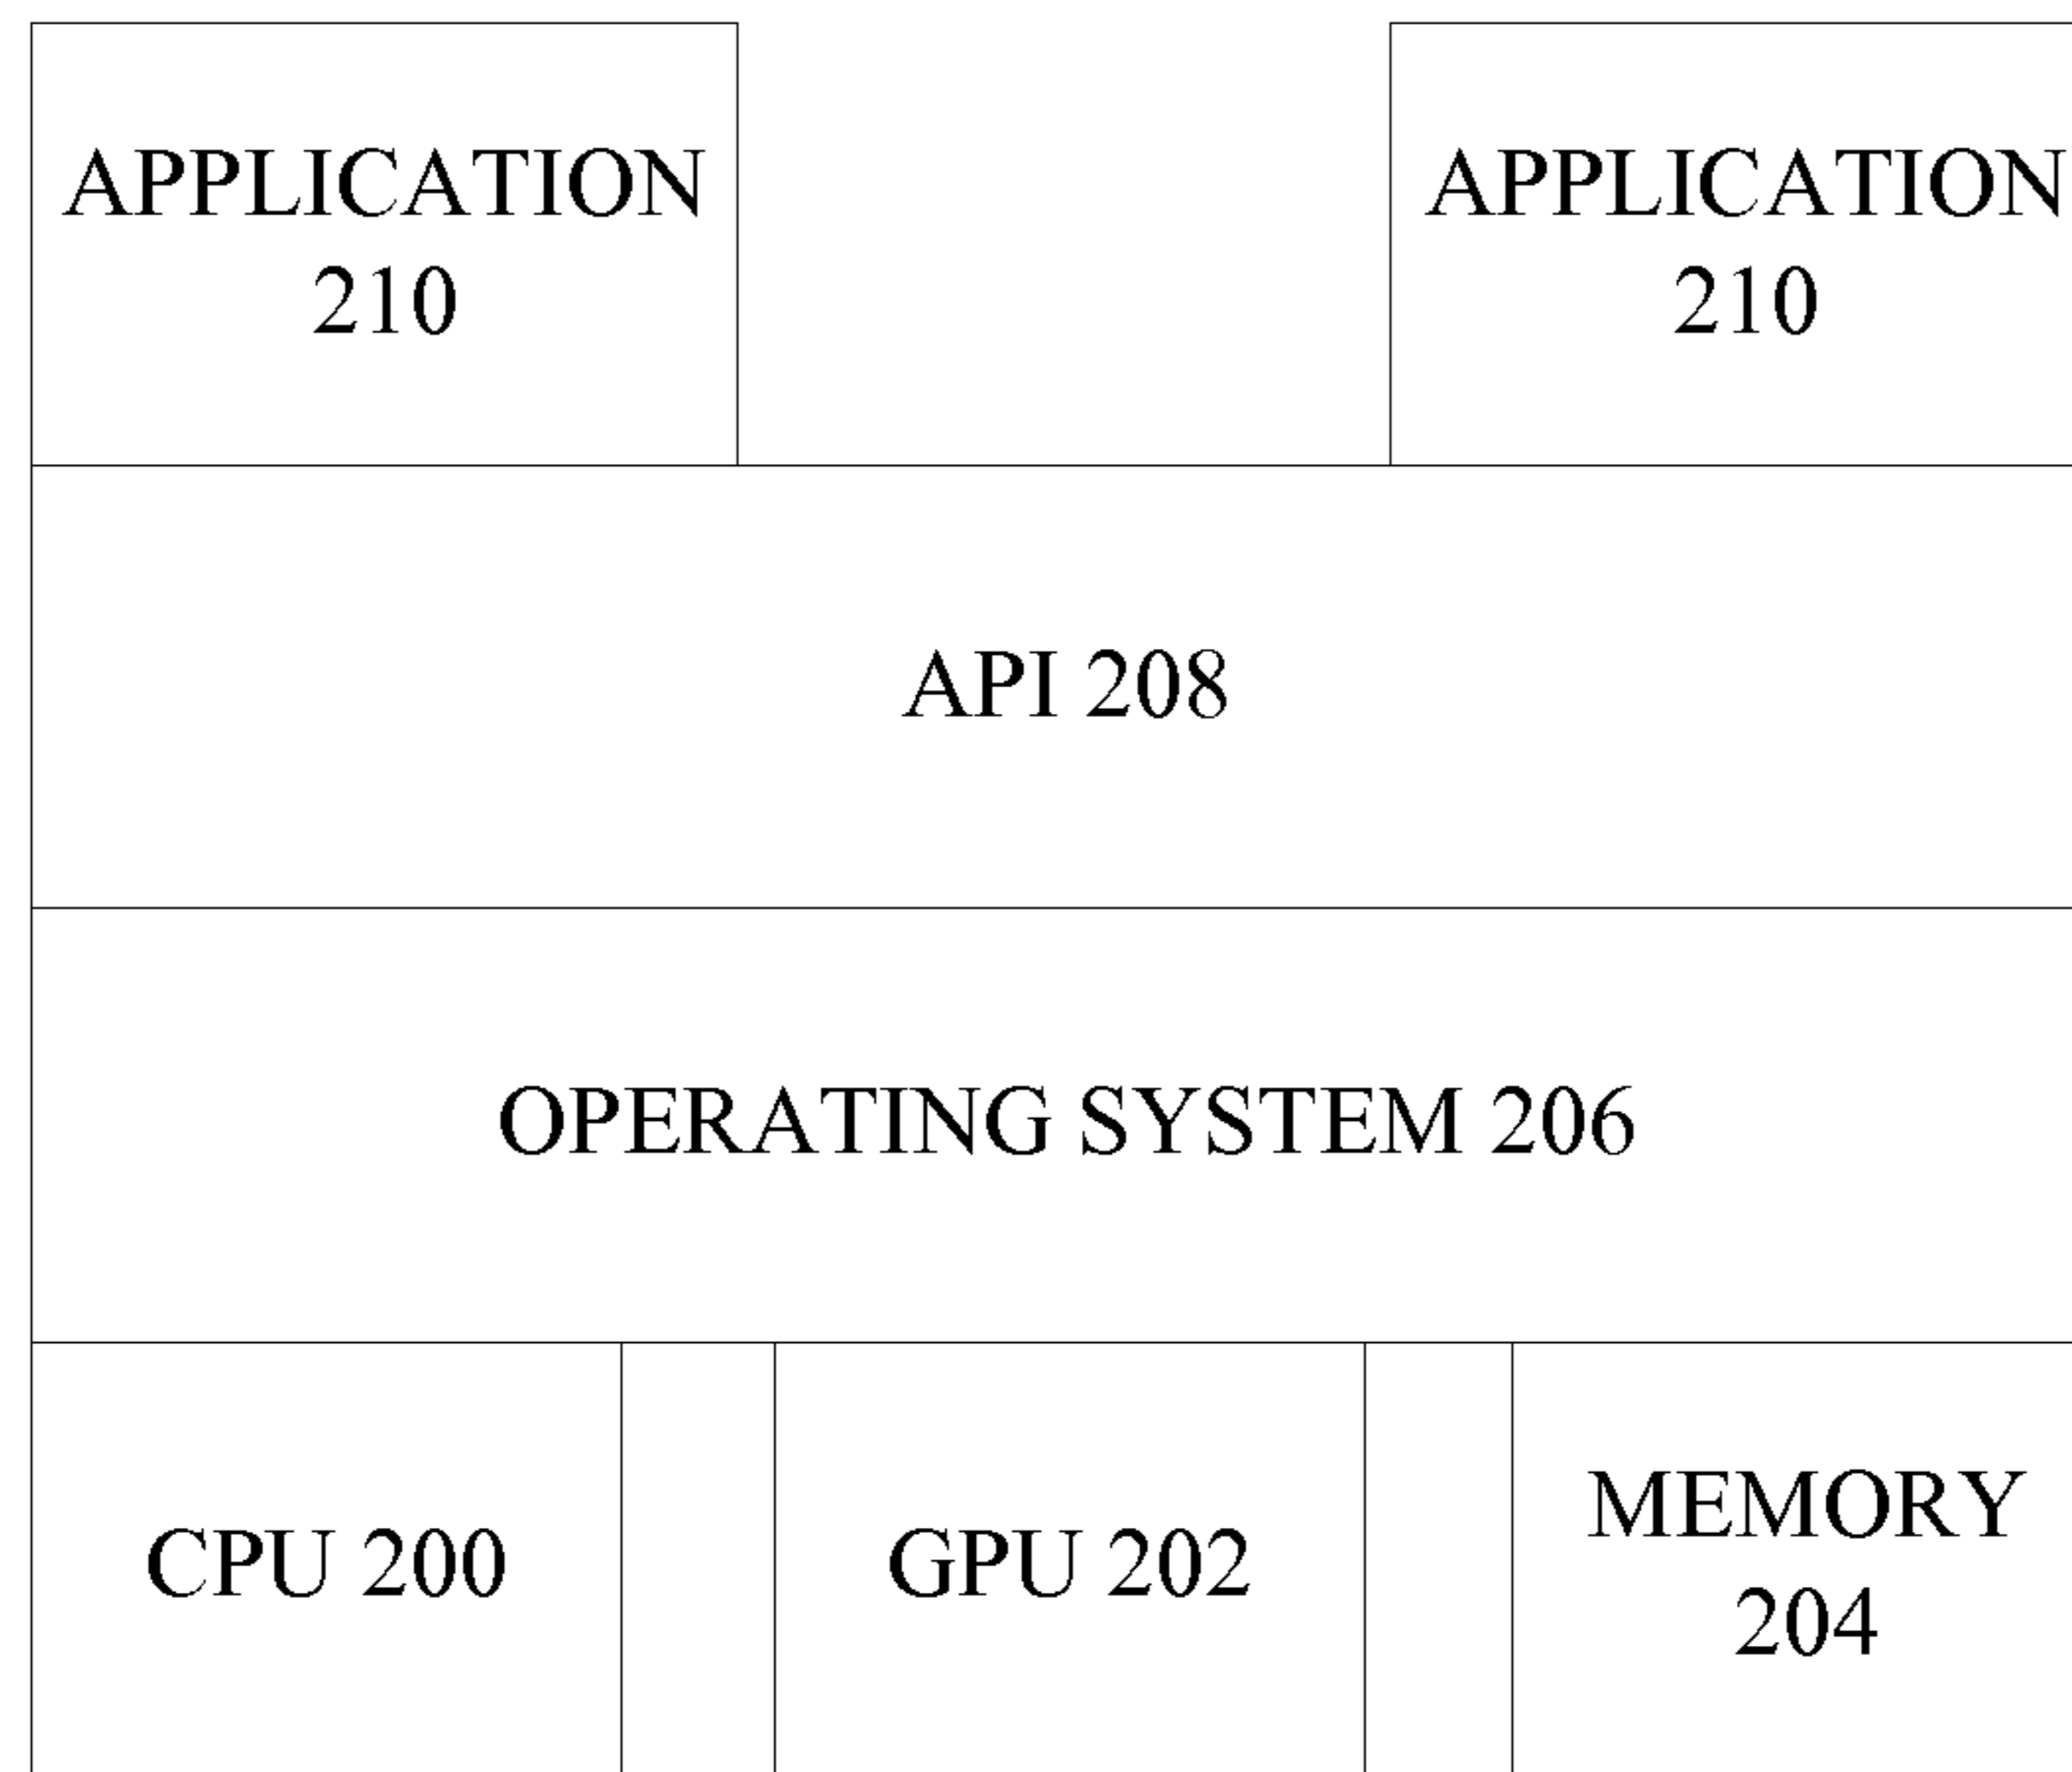 APPLICATION
210
APPLICATION
210
API 208
OPERATING SYSTEM 206
CPU 200
GPU 202
MEMORY
204